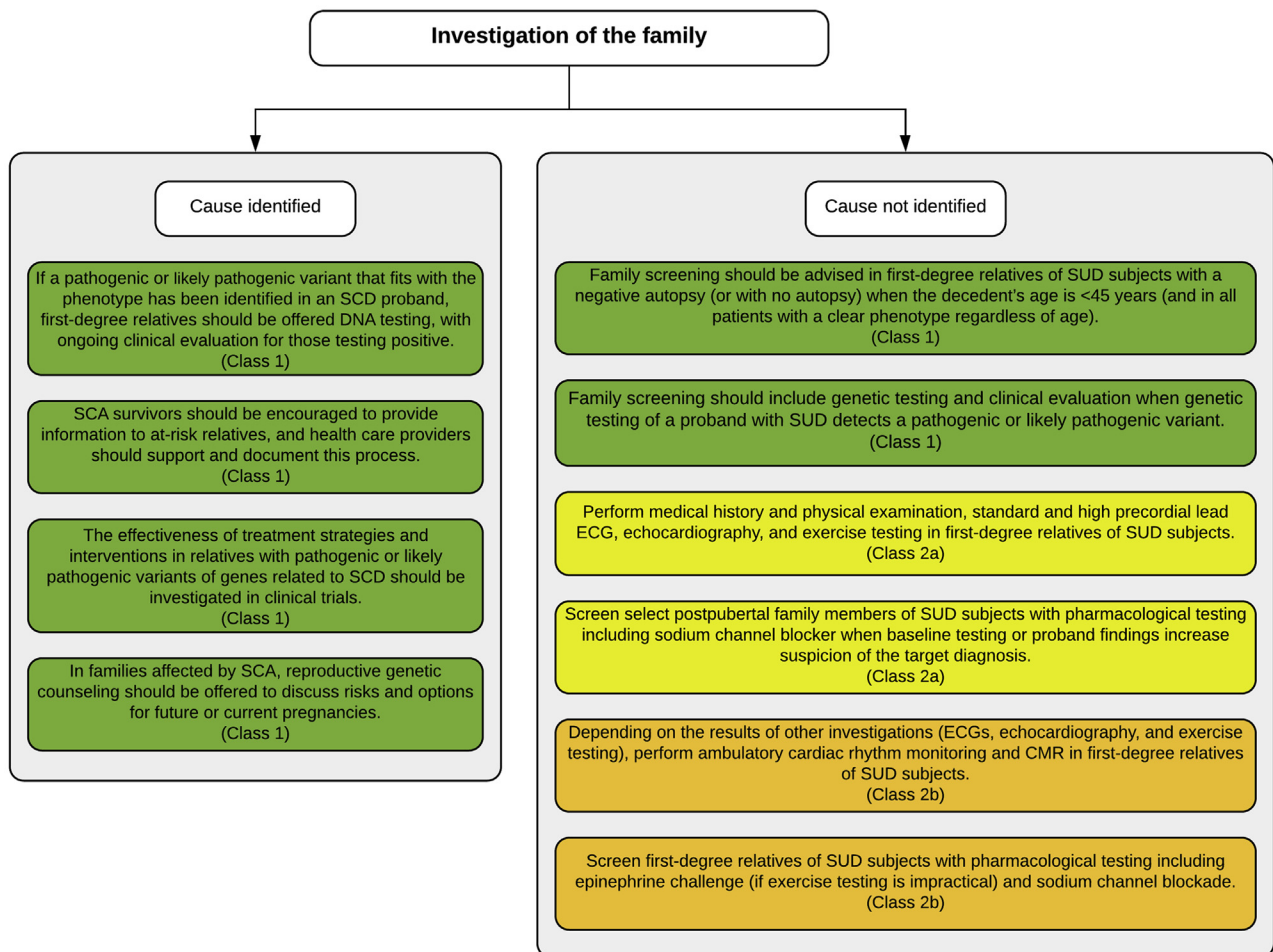 Investigation of the family
Cause identified
If a pathogenic or likely pathogenic variant that fits with the
phenotype has been identified in an SCD proband,
first-degree relatives should be offered DNA testing, with
ongoing clinical evaluation for those testing positive.
(Class 1)
SCA survivors should be encouraged to provide
information to at-risk relatives, and health care providers
should support and document this process.
(Class 1)
The effectiveness of treatment strategies and
interventions in relatives with pathogenic or likely
pathogenic variants of genes related to SCD should be
investigated in clinical trials.
(Class 1)
In families affected by SCA, reproductive genetic
counseling should be offered to discuss risks and options
for future or current pregnancies.
(Class 1)
Cause not identified
Family screening should be advised in first-degree relatives of SUD subjects with a
negative autopsy (or with no autopsy) when the decedent's age is <45 years (and in all
patients with a clear phenotype regardless of age).
(Class 1)
Family screening should include genetic testing and clinical evaluation when genetic
testing of a proband with SUD detects a pathogenic or likely pathogenic variant.
(Class 1)
Perform medical history and physical examination, standard and high precordial lead
ECG, echocardiography, and exercise testing in first-degree relatives of SUD subjects.
(Class 2a)
Screen select postpubertal family members of SUD subjects with pharmacological testing
including sodium channel blocker when baseline testing or proband findings increase
suspicion of the target diagnosis.
(Class 2a)
Depending on the results of other investigations (ECGs, echocardiography, and exercise
testing), perform ambulatory cardiac rhythm monitoring and CMR in first-degree relatives
of SUD subjects.
(Class 2b)
Screen first-degree relatives of SUD subjects with pharmacological testing including
epinephrine challenge (if exercise testing is impractical) and sodium channel blockade.
(Class 2b)